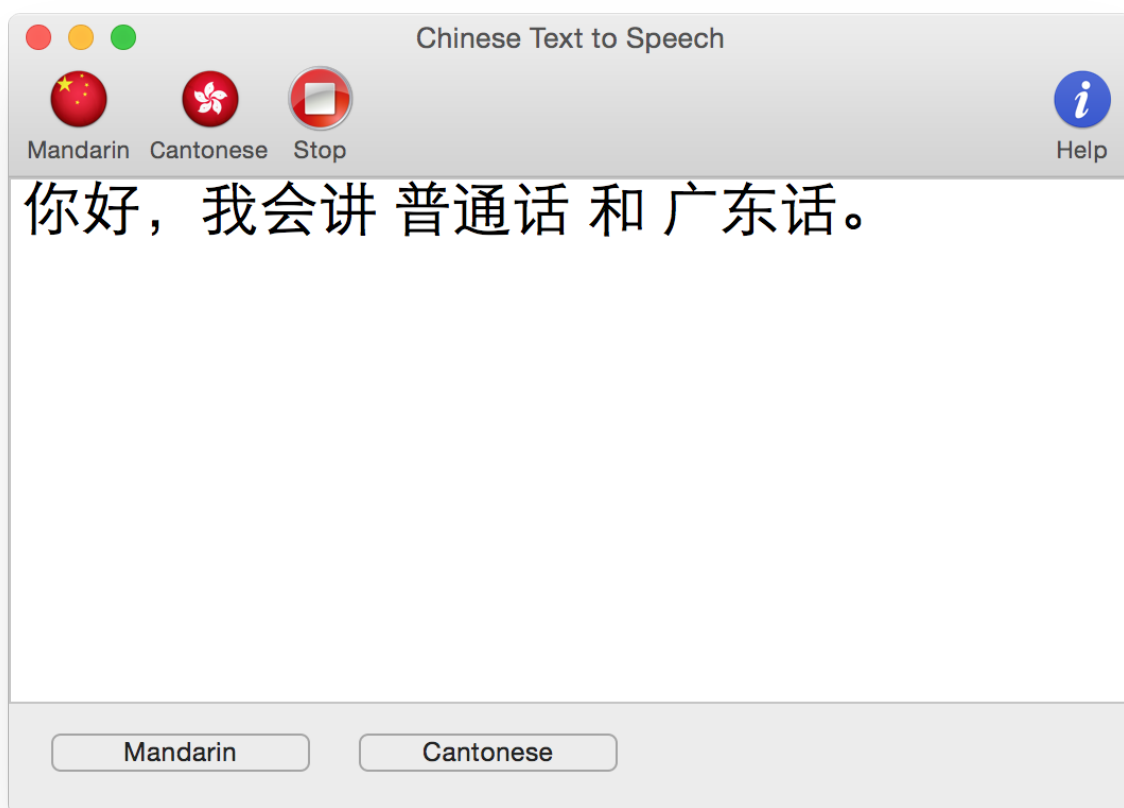 Chinese Text to Speech
Mandarin Cantonese Stop Help
你好，我会讲 普通话 和 广东话。
Mandarin Cantonese